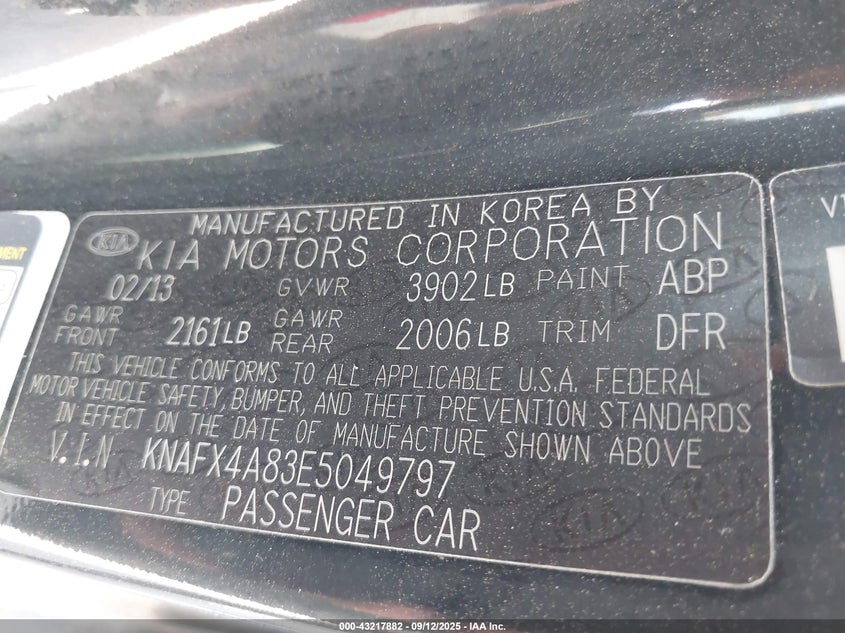 MANUFACTURED IN KOREA BY
KIA KIA MOTORS CORPORATION
02/13 GVWR 3902LB PAINT ABP
GAWR FRONT 2161LB GAWR REAR 2006LB TRIM DFR
THIS VEHICLE CONFORMS TO ALL APPLICABLE U.S.A. FEDERAL
MOTOR VEHICLE SAFETY, BUMPER, AND THEFT PREVENTION STANDARDS
IN EFFECT ON THE DATE OF MANUFACTURE SHOWN ABOVE
V.I.N KNAFX4A83E5049797
TYPE PASSENGER CAR
000-43217882 - 09/12/2025 - IAA Inc.